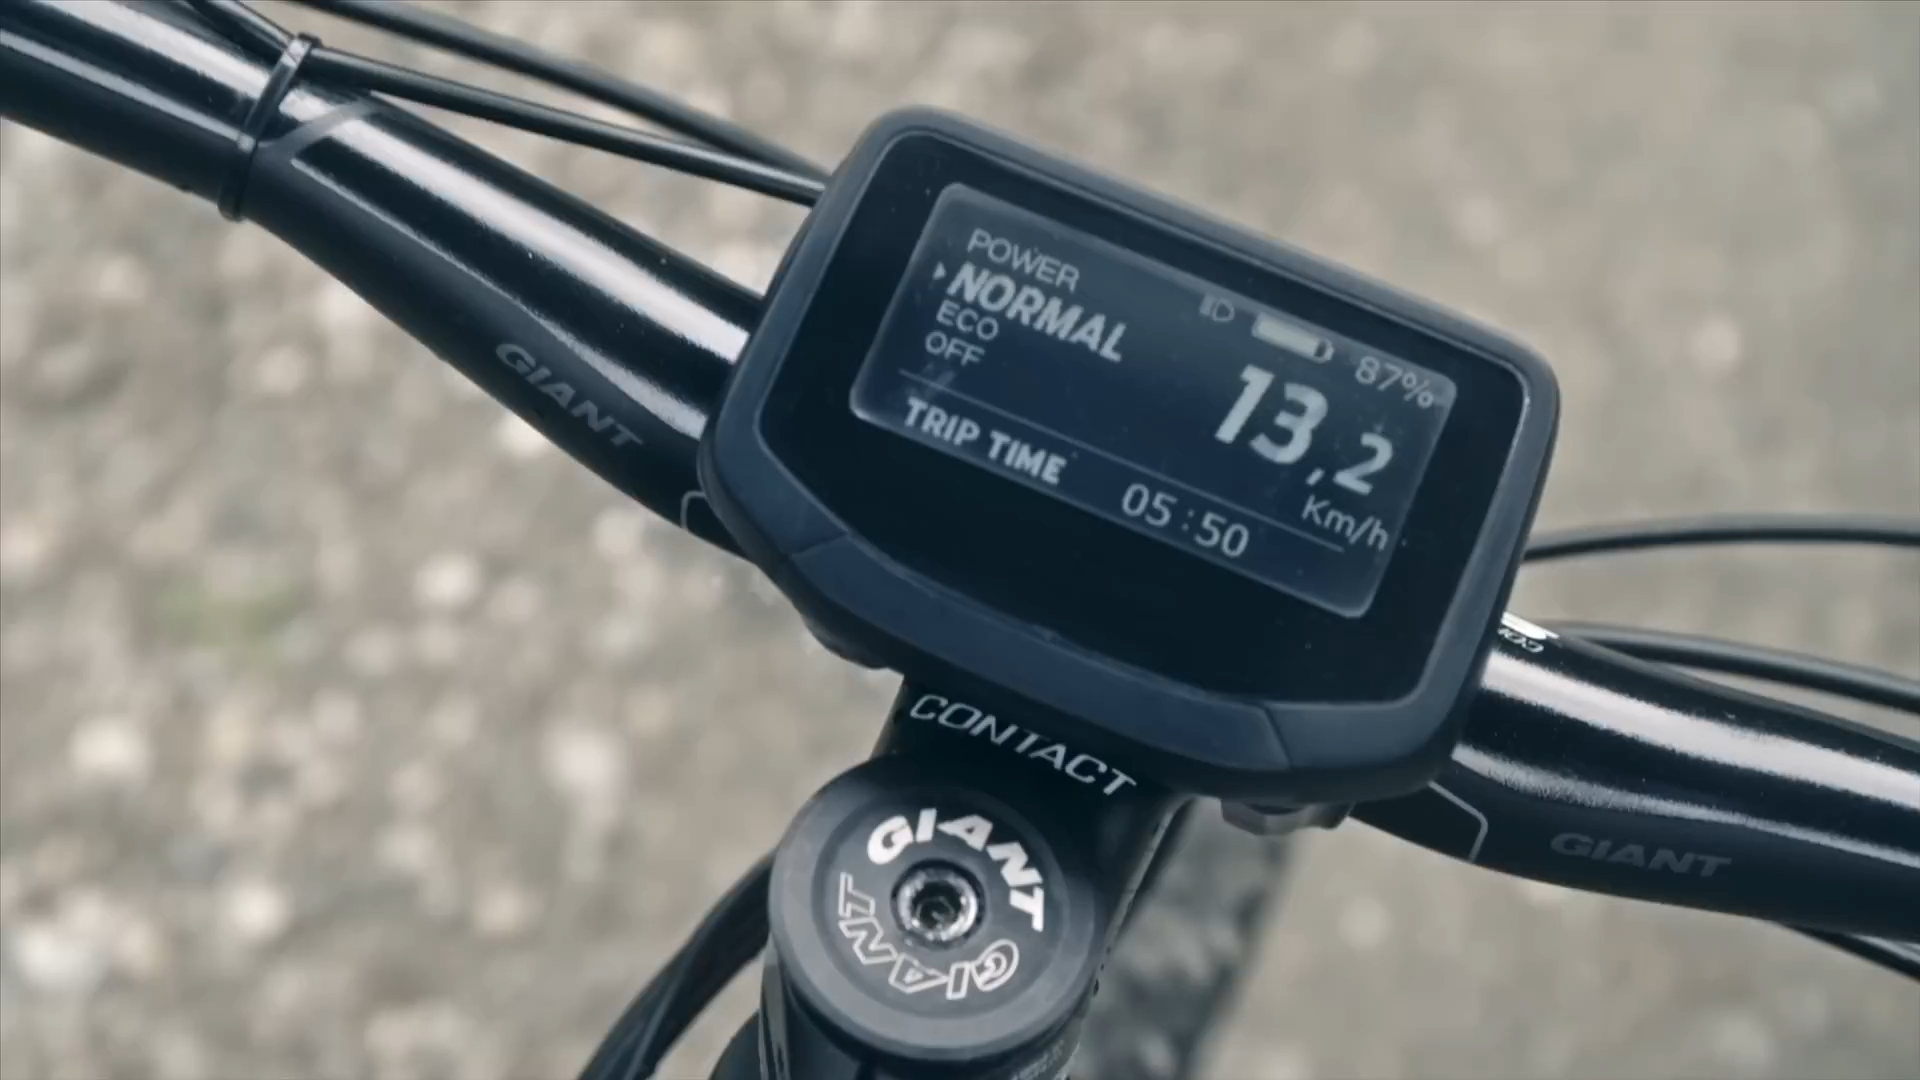 POWER
NORMAL
ECO
OFF
87%
13,2
Km/h
TRIP TIME
05:50
GIANT
CONTACT
GIANT
GIANT
GIANT